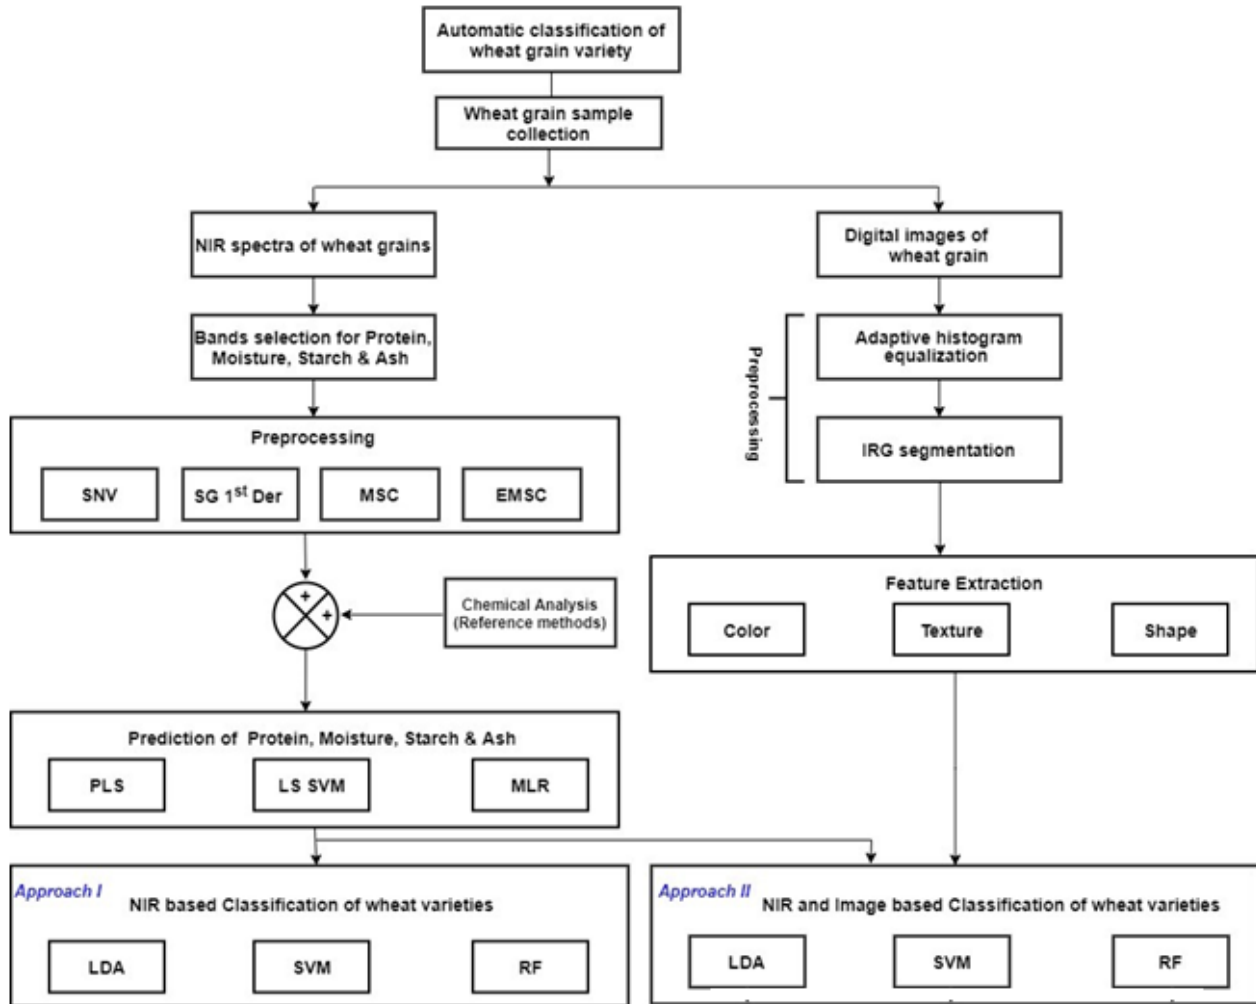 Automatic classification of
wheat grain variety
Wheat grain sample
collection
NIR spectra of wheat grains
Bands selection for Protein,
Moisture, Starch & Ash
Preprocessing
SNV
SG 1st Der
MSC
EMSC
+
+
Chemical Analysis
(Reference methods)
Prediction of Protein, Moisture, Starch & Ash
PLS
LS SVM
MLR
Approach I
NIR based Classification of wheat varieties
LDA
SVM
RF
Digital images of
wheat grain
Preprocessing
Adaptive histogram
equalization
IRG segmentation
Feature Extraction
Color
Texture
Shape
Approach II
NIR and Image based Classification of wheat varieties
LDA
SVM
RF